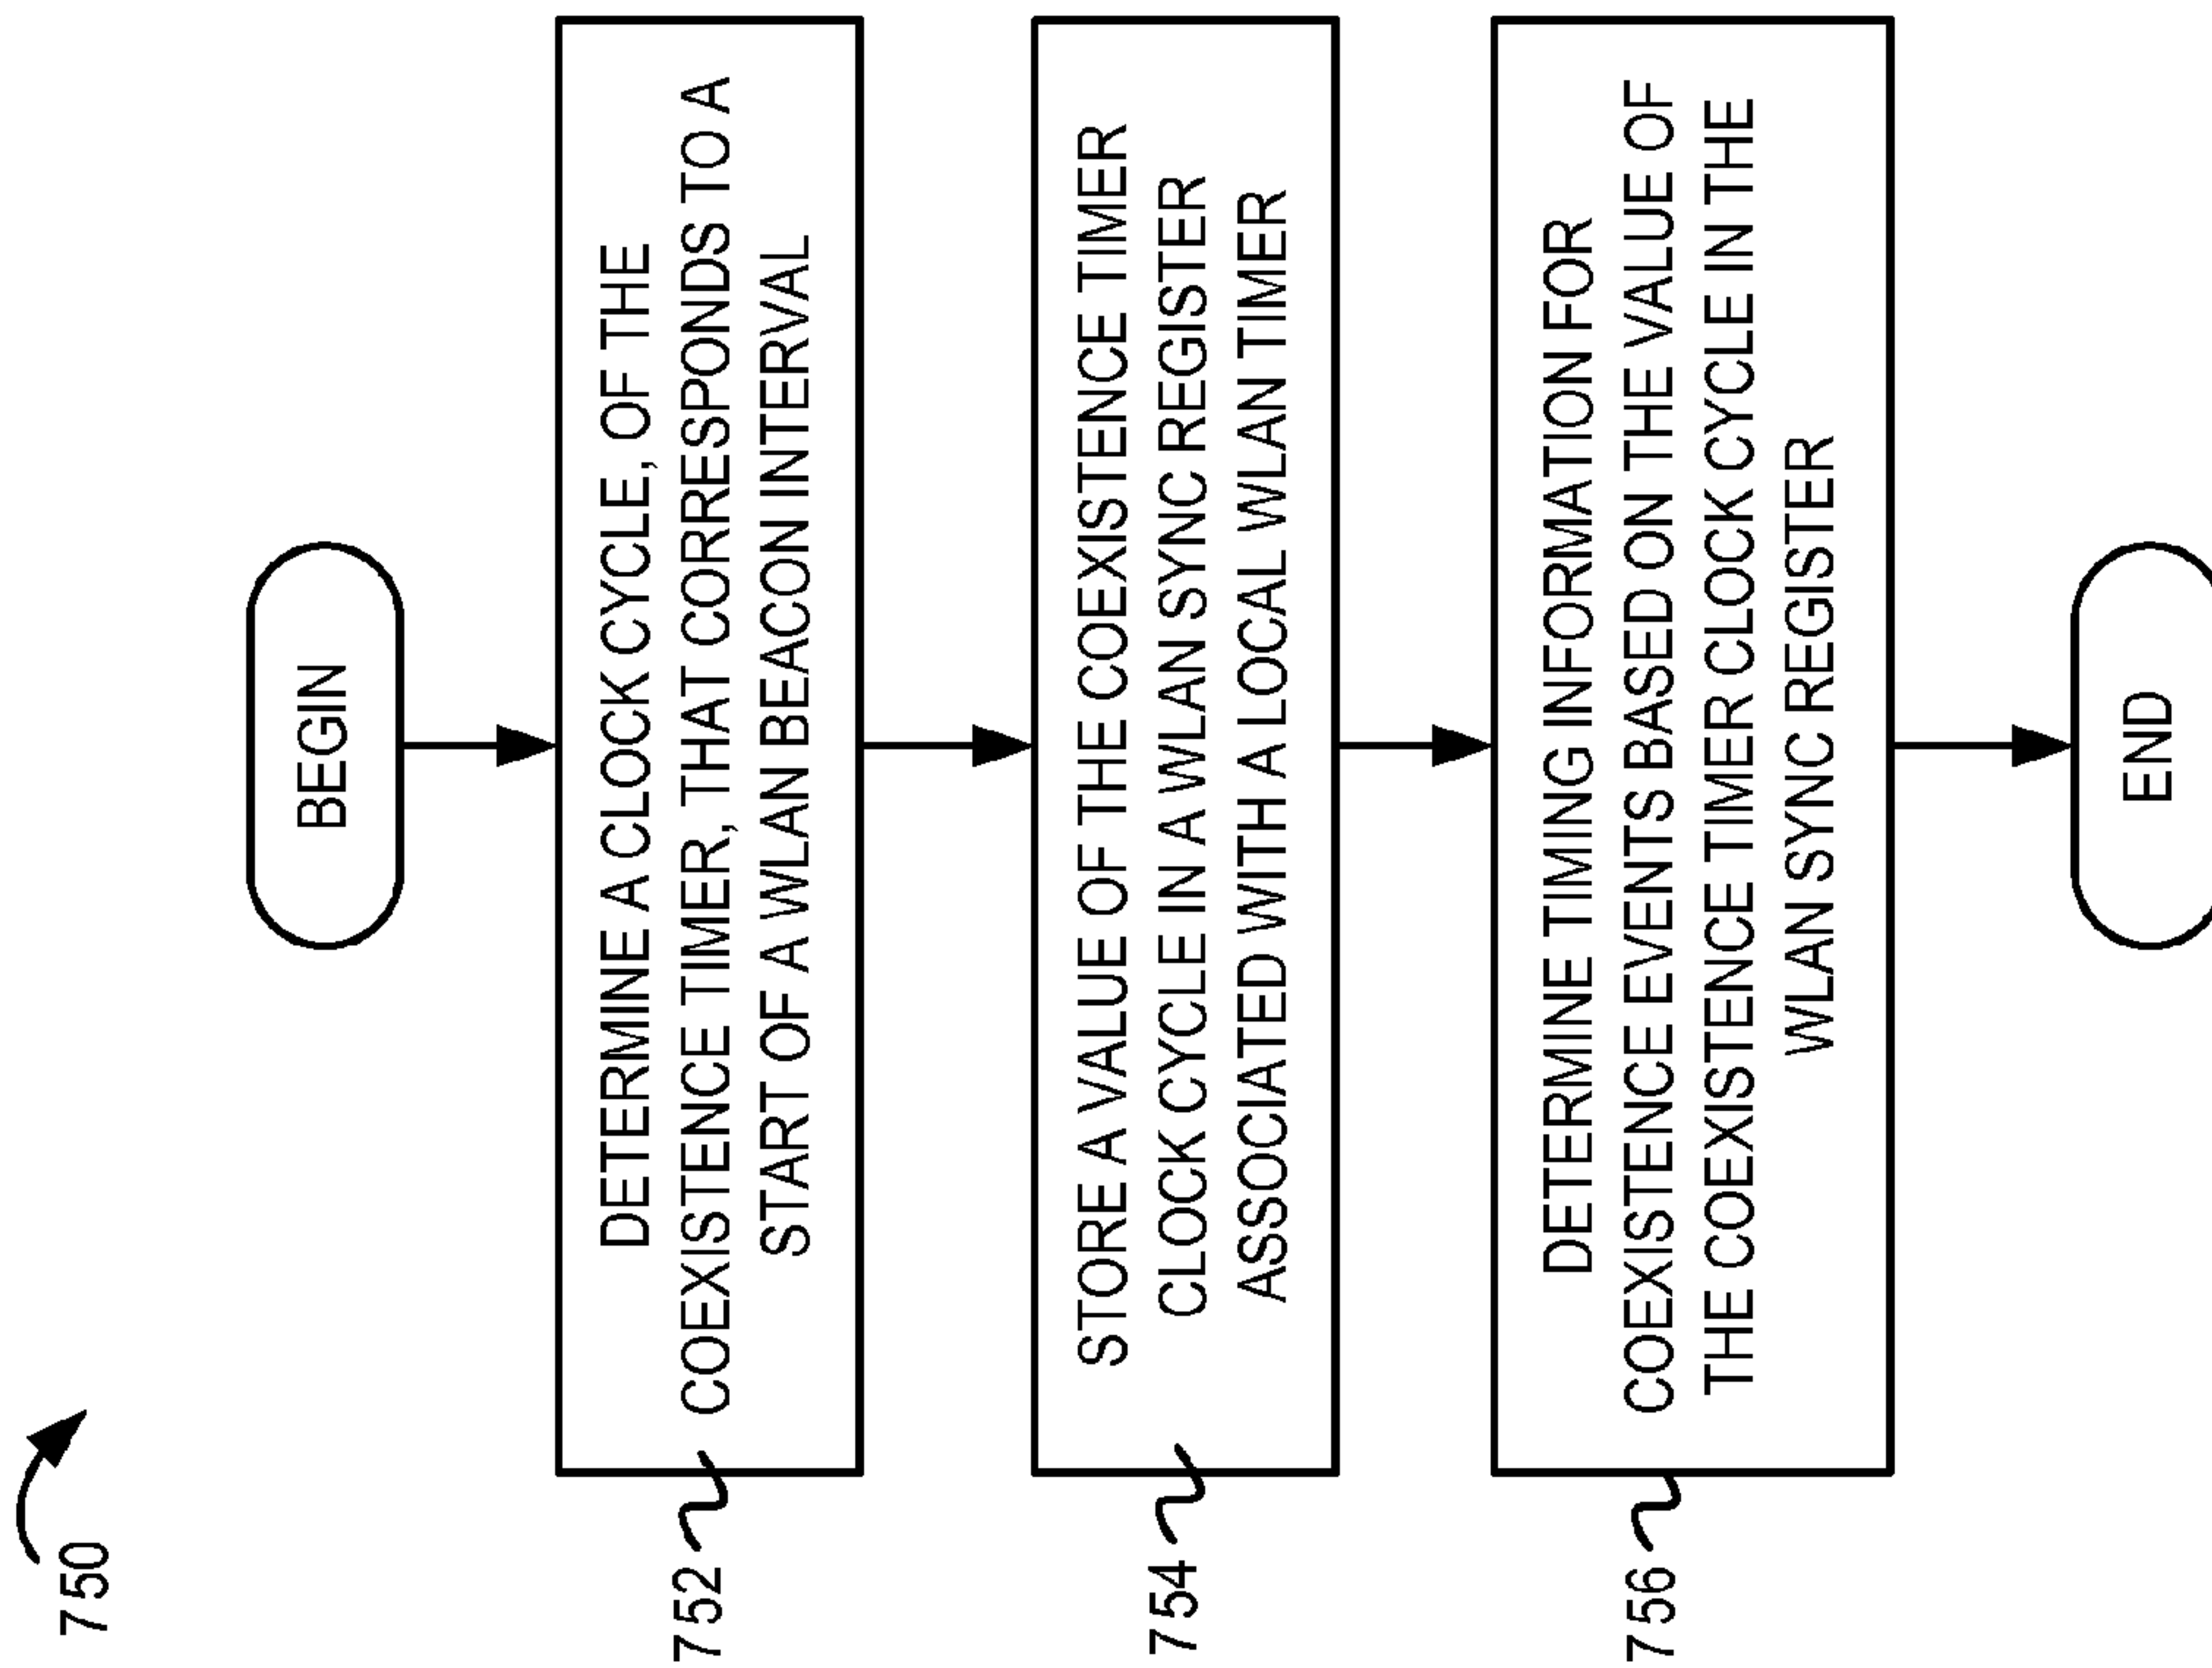 750
BEGIN
752
DETERMINE A CLOCK CYCLE, OF THE
COEXISTENCE TIMER, THAT CORRESPONDS TO A
START OF A WLAN BEACON INTERVAL
754
STORE A VALUE OF THE COEXISTENCE TIMER
CLOCK CYCLE IN A WLAN SYNC REGISTER
ASSOCIATED WITH A LOCAL WLAN TIMER
756
DETERMINE TIMING INFORMATION FOR
COEXISTENCE EVENTS BASED ON THE VALUE OF
THE COEXISTENCE TIMER CLOCK CYCLE IN THE
WLAN SYNC REGISTER
END